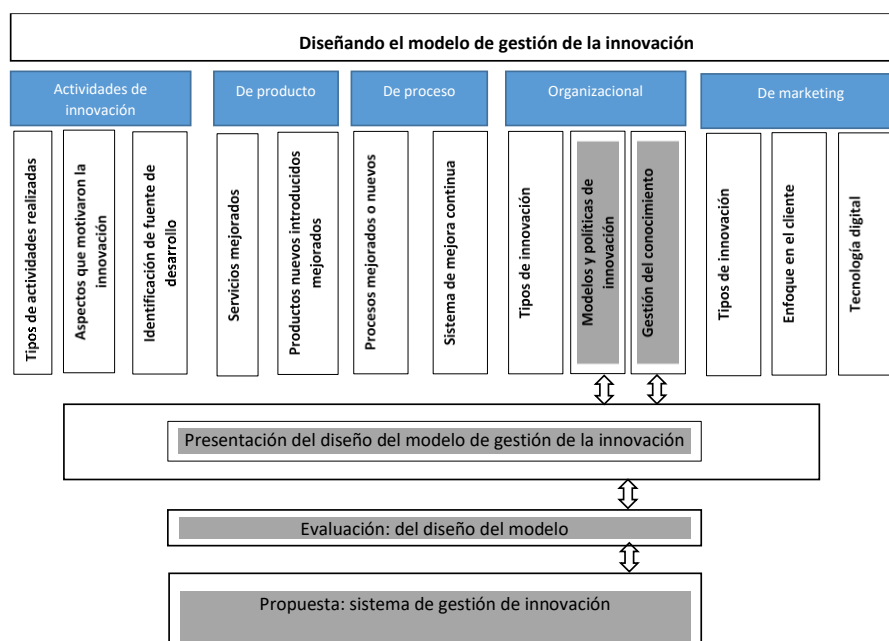 Diseñando el modelo de gestión de la innovación
Actividades de
innovación
De producto
De proceso
Organizacional
De marketing
Tipos de actividades realizadas
Aspectos que motivaron la
innovación
Identificación de fuente de
desarrollo
Servicios mejorados
Productos nuevos introducidos
mejorados
Procesos mejorados o nuevos
Sistema de mejora continua
Tipos de innovación
Modelos y políticas de
innovación
Gestión del conocimiento
Tipos de innovación
Enfoque en el cliente
Tecnología digital
Presentación del diseño del modelo de gestión de la innovación
Evaluación: del diseño del modelo
Propuesta: sistema de gestión de innovación